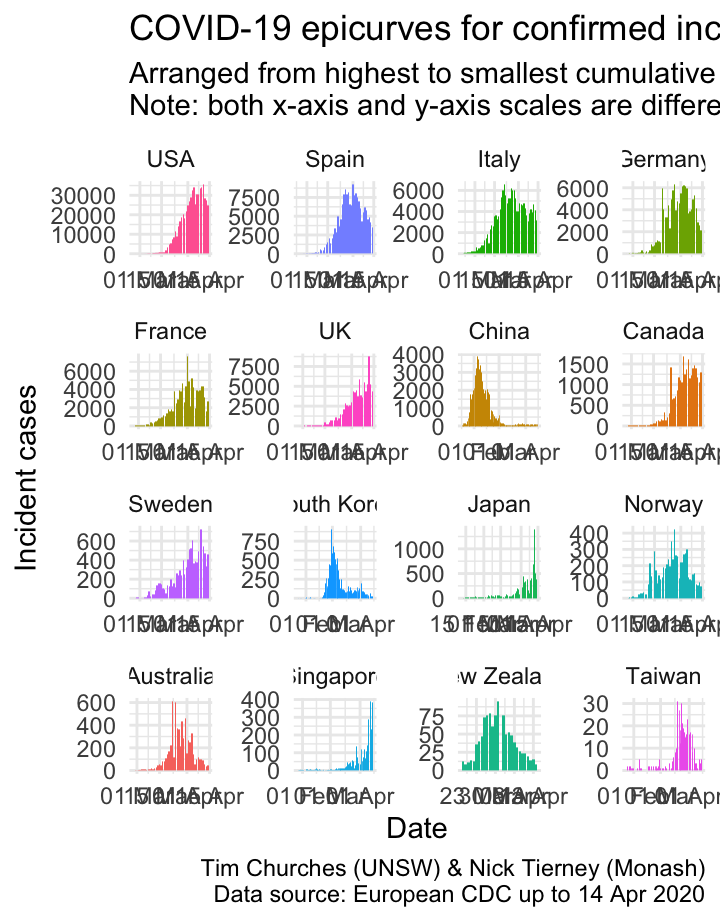 COVID-19 epicurves for confirmed inc
Arranged from highest to smallest cumulative
Note: both x-axis and y-axis scales are differe
USA Spain Italy Germany
30000 20000 10000 0
7500 5000 2500 0
6000 4000 2000 0
6000 4000 2000 0
France UK China Canada
6000 4000 2000 0
7500 5000 2500 0
4000 3000 2000 1000 0
1500 1000 500 0
Sweden outh Kore Japan Norway
600 400 200 0
750 500 250 0
1000 500 0
400 300 200 100 0
Australia Singapore ew Zeala Taiwan
600 400 200 0
400 300 200 100 0
75 50 25 0
30 20 10 0
Incident cases
Date
Tim Churches (UNSW) & Nick Tierney (Monash)
Data source: European CDC up to 14 Apr 2020